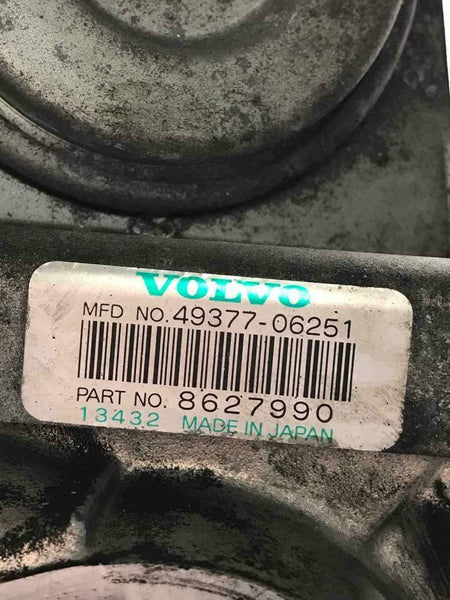 VOLVO
MFD NO. 49377-06251
PART NO. 8627990
13432 MADE IN JAPAN